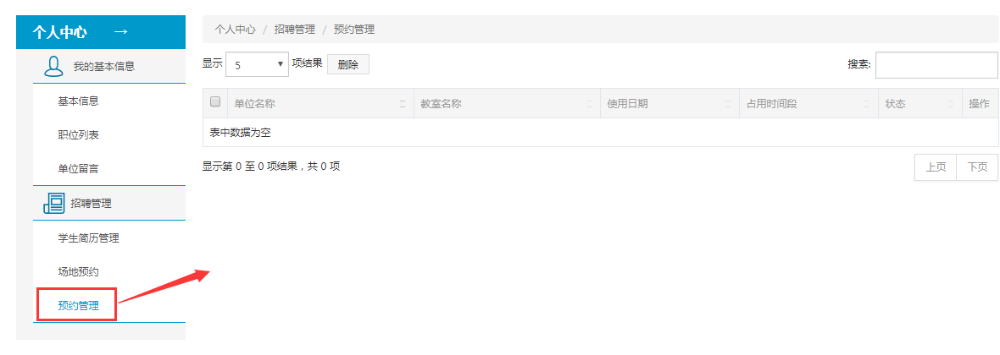 个人中心 →
我的基本信息
基本信息
职位列表
单位留言
招聘管理
学生简历管理
场地预约
预约管理
个人中心 / 招聘管理 / 预约管理
显示 5 项结果 删除 搜索:
单位名称 教室名称 使用日期 占用时间段 状态 操作
表中数据为空
显示第 0 至 0 项结果，共 0 项
上页 下页